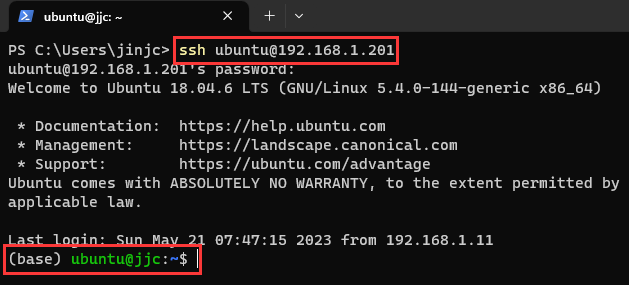 ubuntu@jjc: ~
PS C:\Users\jinjc> ssh ubuntu@192.168.1.201
ubuntu@192.168.1.201's password:
Welcome to Ubuntu 18.04.6 LTS (GNU/Linux 5.4.0-144-generic x86_64)
* Documentation:  https://help.ubuntu.com
* Management:     https://landscape.canonical.com
* Support:        https://ubuntu.com/advantage
Ubuntu comes with ABSOLUTELY NO WARRANTY, to the extent permitted by
applicable law.
Last login: Sun May 21 07:47:15 2023 from 192.168.1.11
(base) ubuntu@jjc:~$